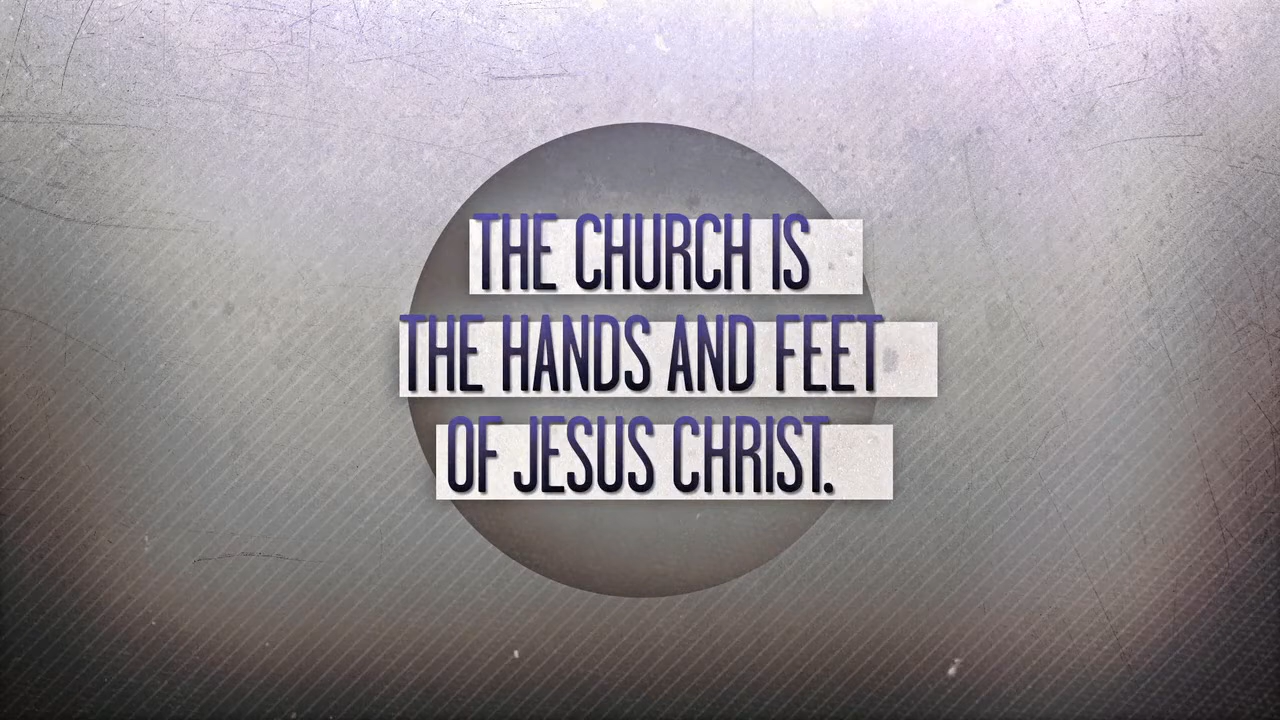 THE CHURCH IS
THE HANDS AND FEET
OF JESUS CHRIST.